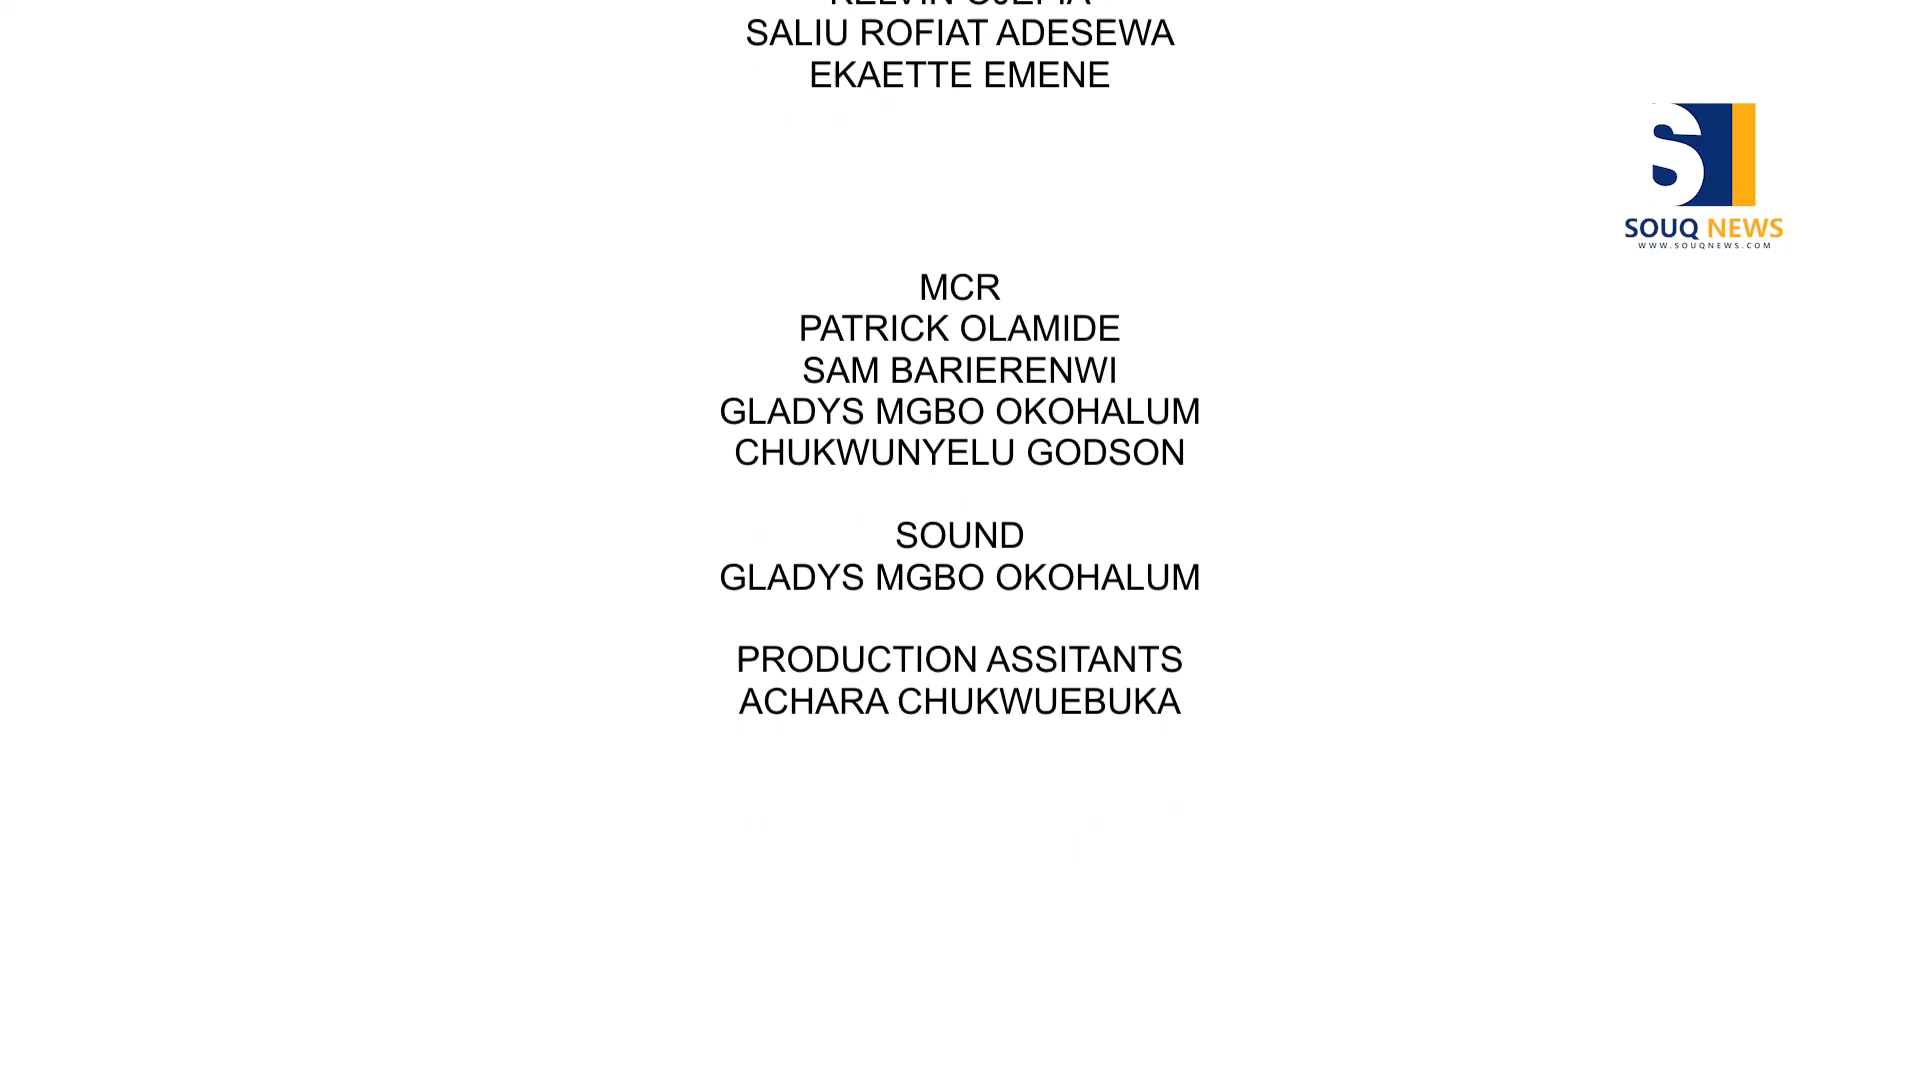 SALIU ROFIAT ADESEWA
EKAETTE EMENE
SOUQ NEWS
WWW.SOUQNEWS.COM
MCR
PATRICK OLAMIDE
SAM BARIERENWI
GLADYS MGBO OKOHALUM
CHUKWUNYELU GODSON
SOUND
GLADYS MGBO OKOHALUM
PRODUCTION ASSITANTS
ACHARA CHUKWUEBUKA